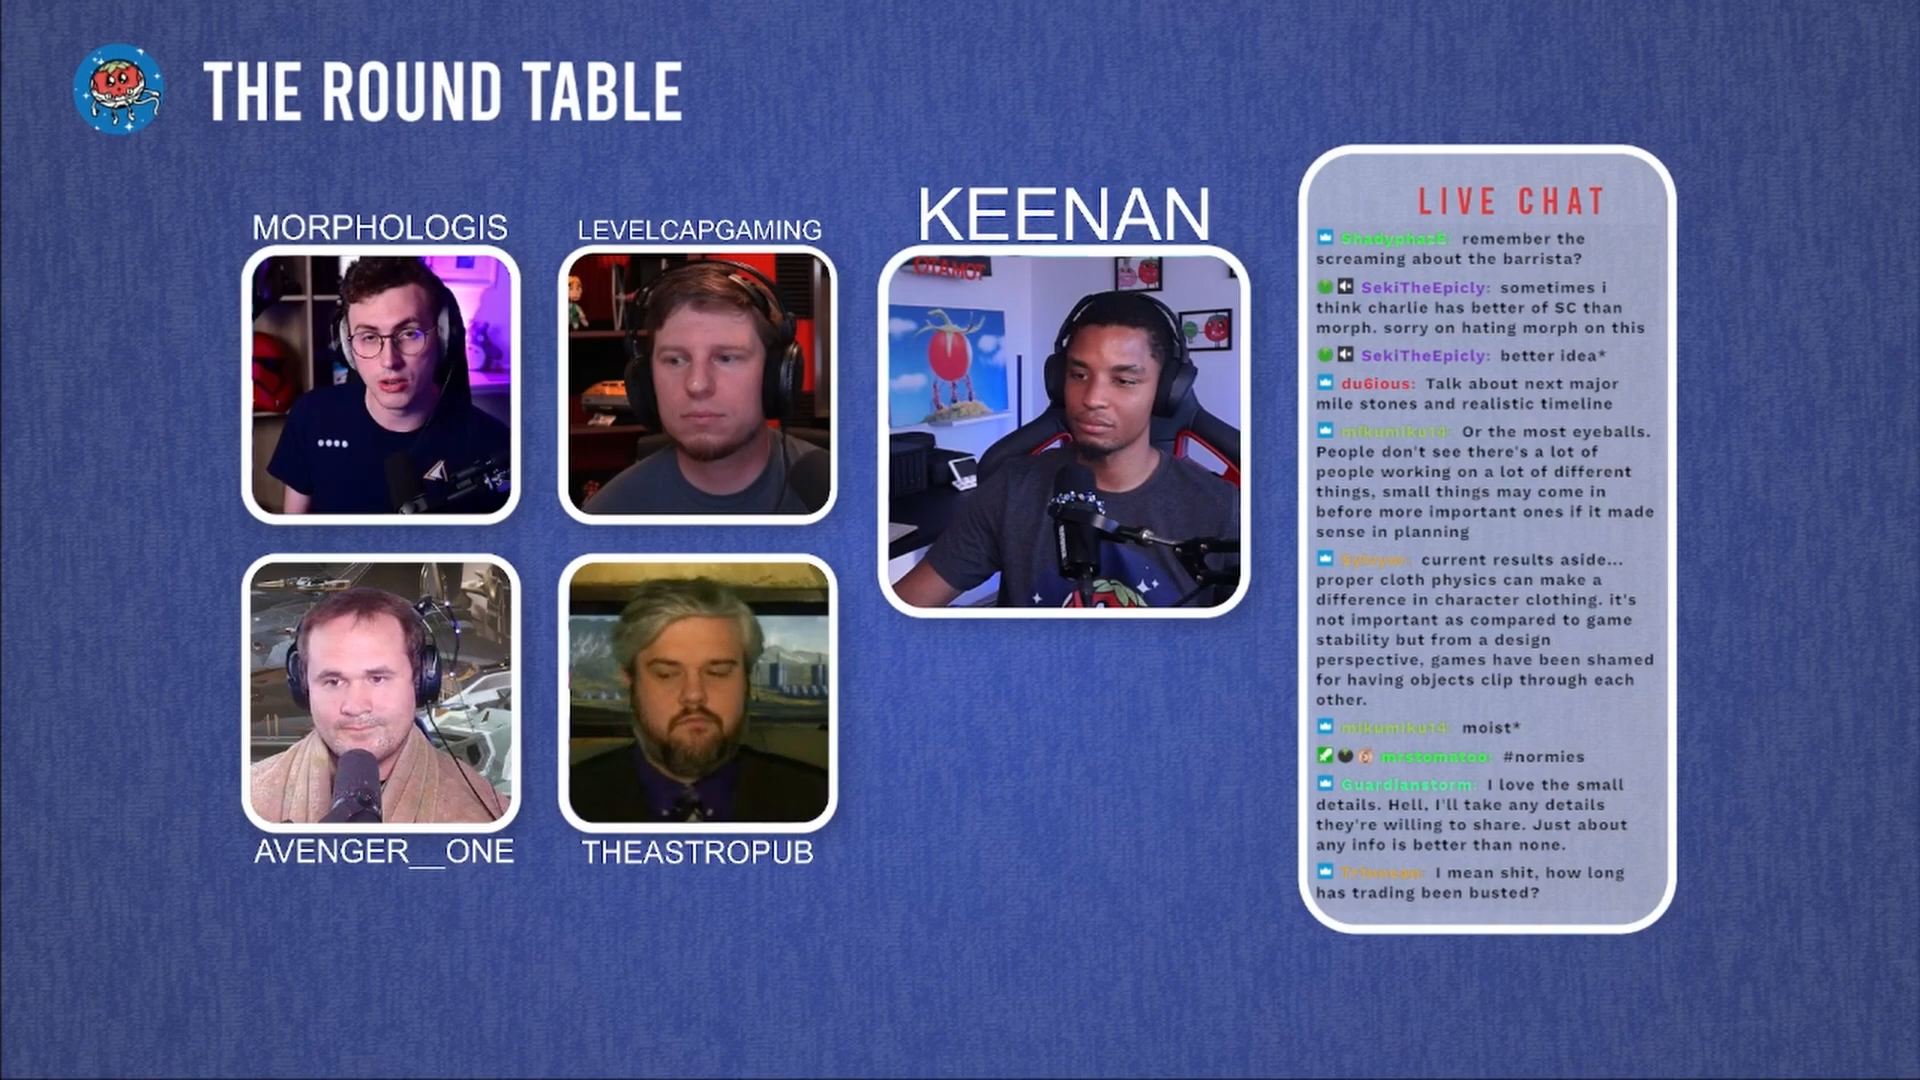 THE ROUND TABLE
MORPHOLOGIS
LEVELCAPGAMING
KEENAN
AVENGER__ONE
THEASTROPUB
LIVE CHAT
ShadyphazE: remember the
screaming about the barrista?
SekiTheEpicly: sometimes i
think charlie has better of SC than
morph. sorry on hating morph on this
SekiTheEpicly: better idea*
du6ious: Talk about next major
mile stones and realistic timeline
mikumiku14: Or the most eyeballs.
People don't see there's a lot of
people working on a lot of different
things, small things may come in
before more important ones if it made
sense in planning
current results aside...
proper cloth physics can make a
difference in character clothing. it's
not important as compared to game
stability but from a design
perspective, games have been shamed
for having objects clip through each
other.
mikumiku14: moist*
mrstomatoo: #normies
Guardianstorm: I love the small
details. Hell, I'll take any details
they're willing to share. Just about
any info is better than none.
I mean shit, how long
has trading been busted?